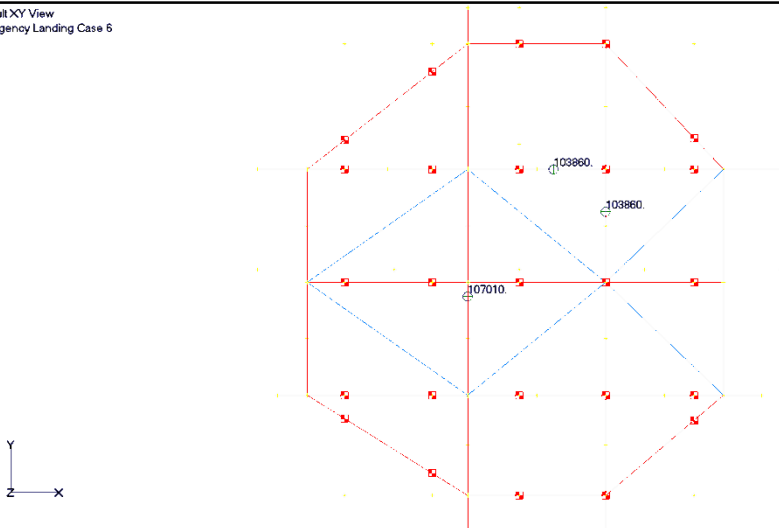 ult XY View
gency Landing Case 6
103860.
103860.
107010.
Y
Z X